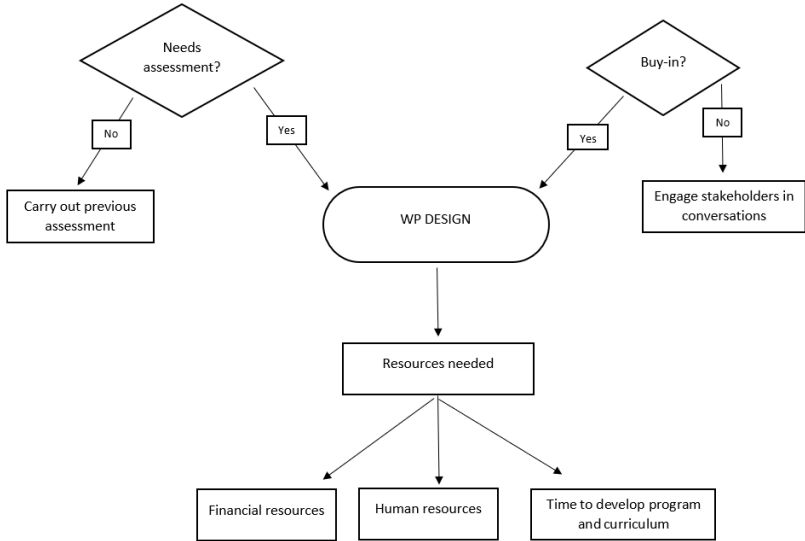 Needs
assessment?
Buy-in?
No
Yes
Yes
No
Carry out previous
assessment
WP DESIGN
Engage stakeholders in
conversations
Resources needed
Financial resources
Human resources
Time to develop program
and curriculum